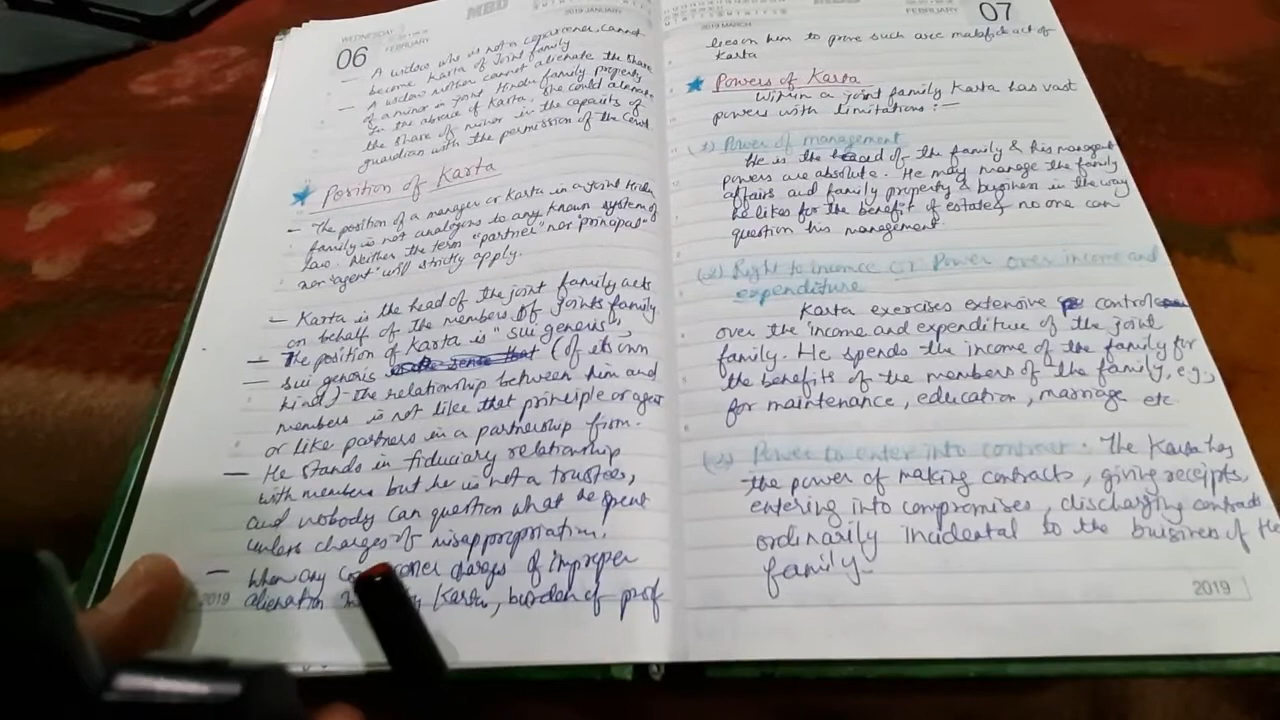 MBD
2019 JANUARY
WEDNESDAY
06 FEBRUARY
— A widow who is not a coparcener, cannot
become karta of Joint family
— A widow mother cannot alienate the share
of a minor in joint Hindu family property
In the absence of Karta. She could alienate
the share of minor in the capacity of
guardian with the permission of the Court
★ Position of Karta
— The position of a manager or Karta in a joint Hindu
family is not analogous to any known system of
law. Neither the term "partner" nor "principal"
nor "agent" will strictly apply.
— Karta is the head of the joint family acts
on behalf of the members of joints family
— The position of Karta is "sui generis",
— sui generis (of its own
kind) - the relationship between him and
members is not like that principle or agent
or like partners in a partnership firm.
— He stands in fiduciary relationship
with members but he is not a trustees,
and nobody can question what he spent
unless charges of misappropriation.
— When any charges of improper
alienation Karta, burden of prof
2019
2019 MARCH
FEBRUARY 07
lies on him to prove such are malafide act of
Karta
★ Powers of Karta
Within a joint family Karta has vast
powers with limitations :-
(1) Power of management
He is the head of the family & his management
powers are absolute. He may manage the family
affairs and family property & business in the way
he likes for the benefit of estate & no one can
question his management.
(2) Right to income or Power over income and
expenditure
Karta exercises extensive control
over the income and expenditure of the joint
family. He spends the income of the family for
the benefits of the members of the family, e.g.,
for maintenance, education, marriage etc
(3) Power to enter into contract. The Karta has
the power of making contracts, giving receipts,
entering into compromises, discharging contracts
ordinarily incidental to the buisines of the
family.
2019